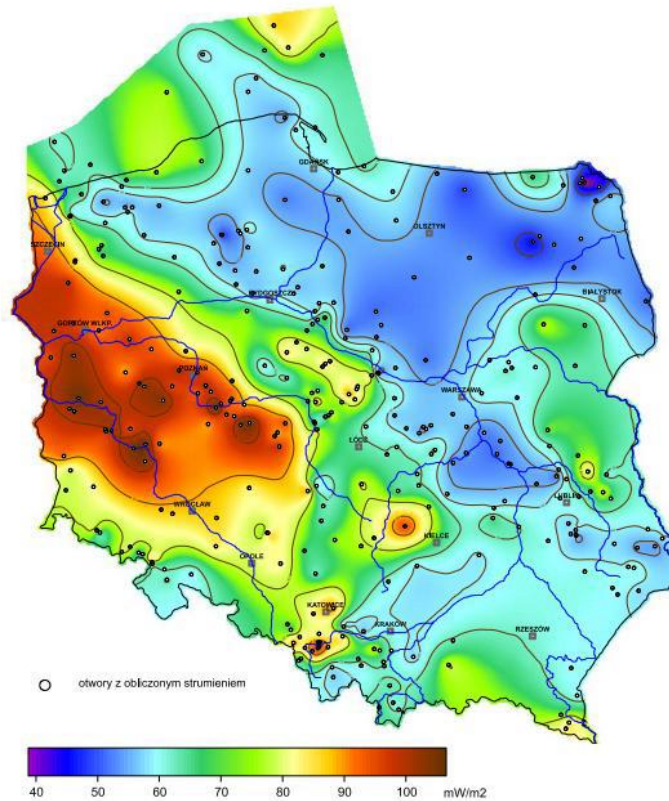 GDAŃSK
OLSZTYN
SZCZECIN
BYDGOSZCZ
BIAŁYSTOK
GORZÓW WLKP.
POZNAŃ
WARSZAWA
ŁÓDŹ
LUBLIN
WROCŁAW
KIELCE
OPOLE
KATOWICE
KRAKÓW
RZESZÓW
otwory z obliczonym strumieniem
40 50 60 70 80 90 100 mW/m2